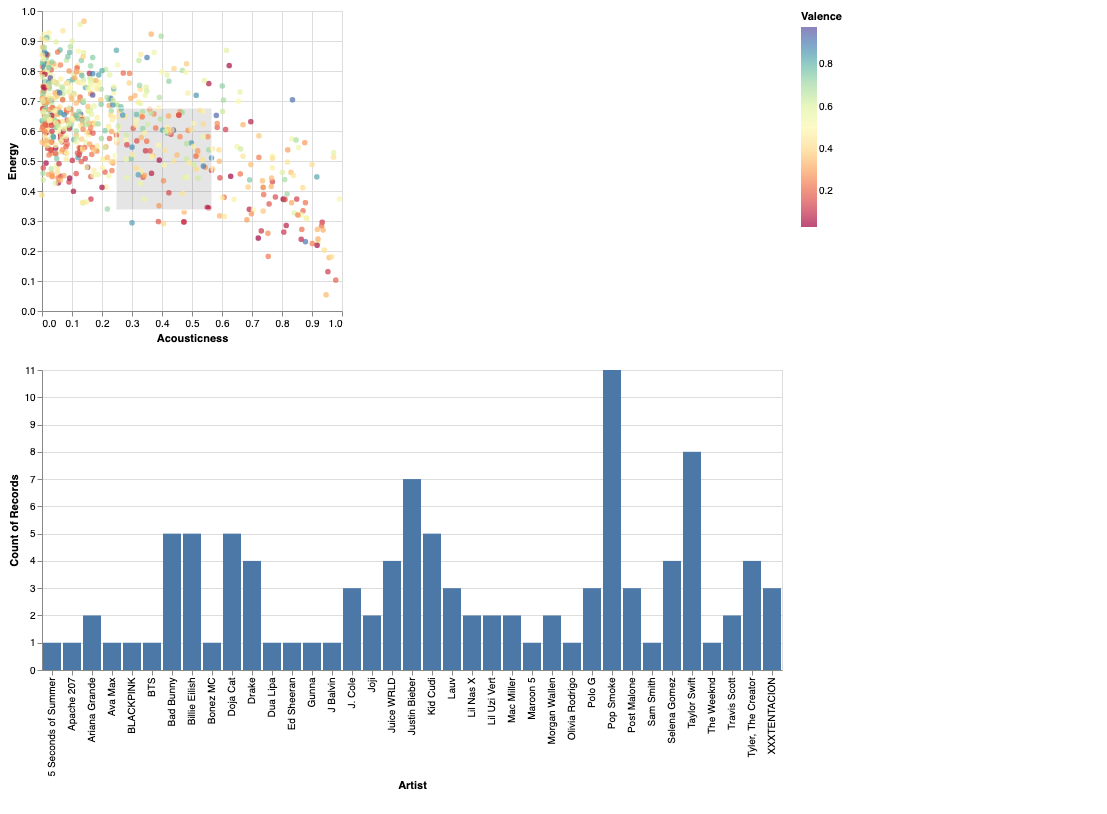 1.0
0.9
0.8
0.7
0.6
0.5
0.4
0.3
0.2
0.1
0.0
Energy
0.0 0.1 0.2 0.3 0.4 0.5 0.6 0.7 0.8 0.9 1.0
Acousticness
Valence
0.8
0.6
0.4
0.2
11
10
9
8
7
6
5
4
3
2
1
0
Count of Records
5 Seconds of Summer
Apache 207
Ariana Grande
Ava Max
BLACKPINK
BTS
Bad Bunny
Billie Eilish
Bonez MC
Doja Cat
Drake
Dua Lipa
Ed Sheeran
Gunna
J Balvin
J. Cole
Joji
Juice WRLD
Justin Bieber
Kid Cudi
Lauv
Lil Nas X
Lil Uzi Vert
Mac Miller
Maroon 5
Morgan Wallen
Olivia Rodrigo
Polo G
Pop Smoke
Post Malone
Sam Smith
Selena Gomez
Taylor Swift
The Weeknd
Travis Scott
Tyler, The Creator
XXXTENTACION
Artist